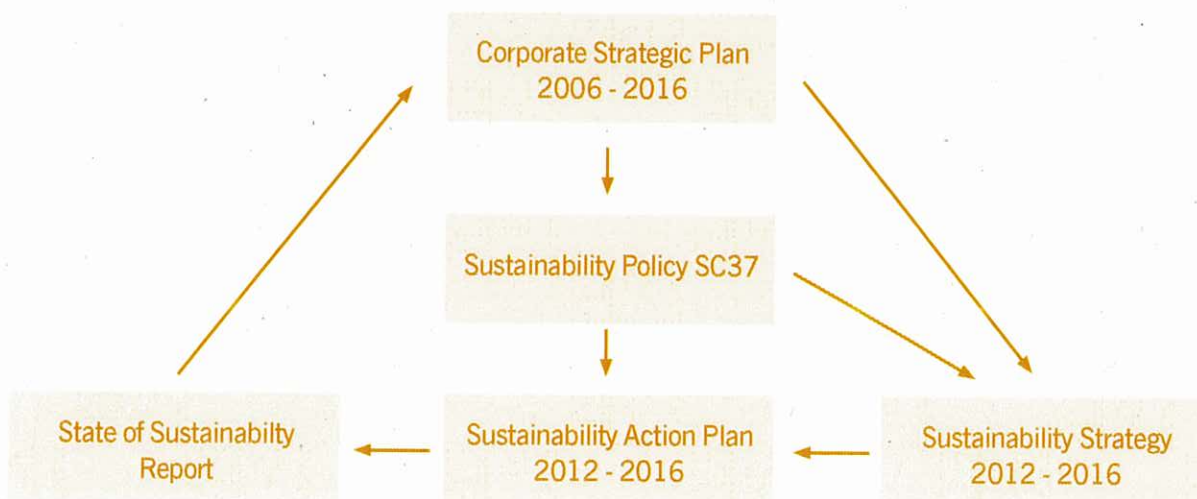 Corporate Strategic Plan
2006 - 2016
Sustainability Policy SC37
State of Sustainabilty
Report
Sustainability Action Plan
2012 - 2016
Sustainability Strategy
2012 - 2016